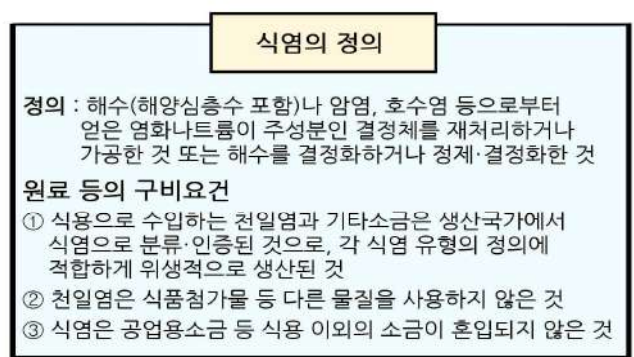 식염의 정의
정의 : 해수(해양심층수 포함)나 암염, 호수염 등으로부터
얻은 염화나트륨이 주성분인 결정체를 재처리하거나
가공한 것 또는 해수를 결정화하거나 정제·결정화한 것
원료 등의 구비요건
① 식용으로 수입하는 천일염과 기타소금은 생산국가에서
식염으로 분류·인증된 것으로, 각 식염 유형의 정의에
적합하게 위생적으로 생산된 것
② 천일염은 식품첨가물 등 다른 물질을 사용하지 않은 것
③ 식염은 공업용소금 등 식용 이외의 소금이 혼입되지 않은 것